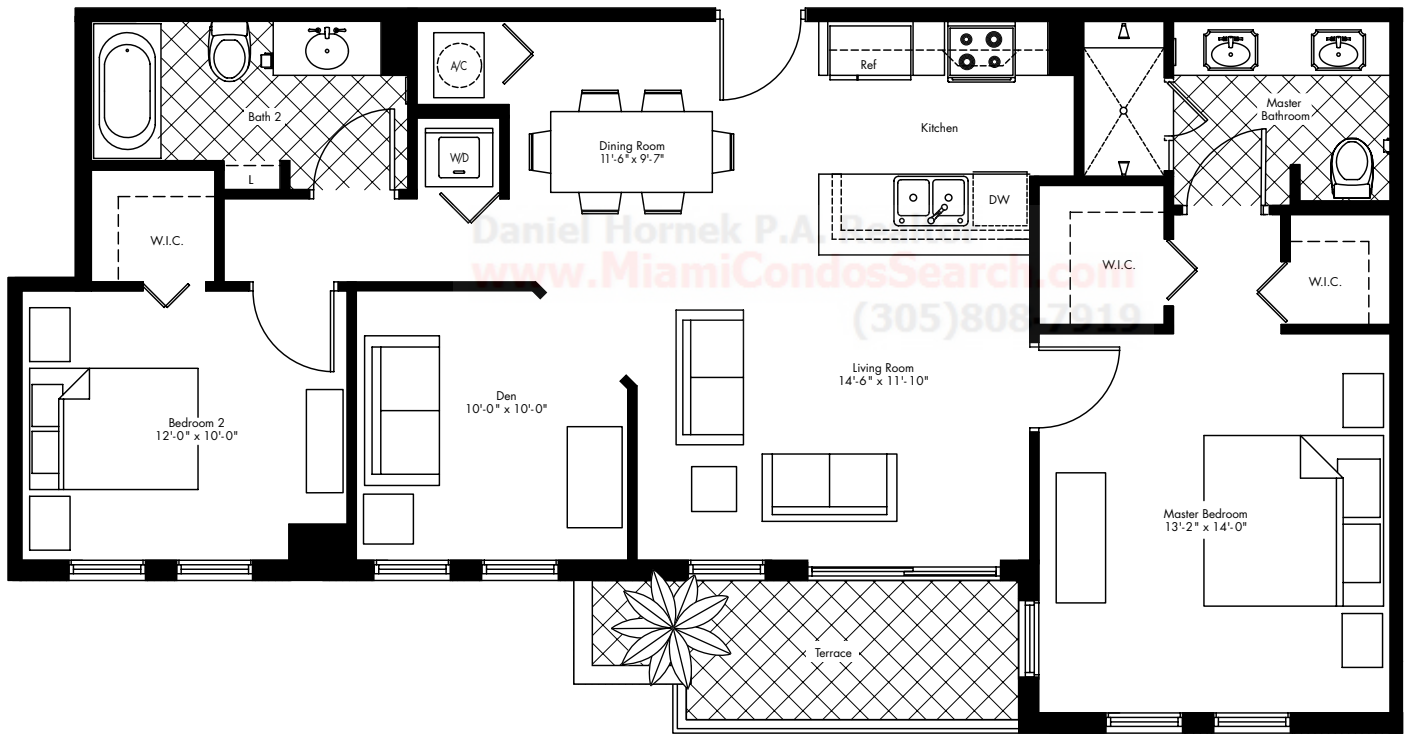 A/C
Ref
Bath 2
Master
Bathroom
Kitchen
Dining Room
11'-6" x 9'-7"
W/D
L
DW
Daniel Hornek P.A. Realtor
www.MiamiCondosSearch.com
(305)808-7919
W.I.C.
W.I.C.
W.I.C.
Living Room
14'-6" x 11'-10"
Den
10'-0" x 10'-0"
Bedroom 2
12'-0" x 10'-0"
Master Bedroom
13'-2" x 14'-0"
Terrace